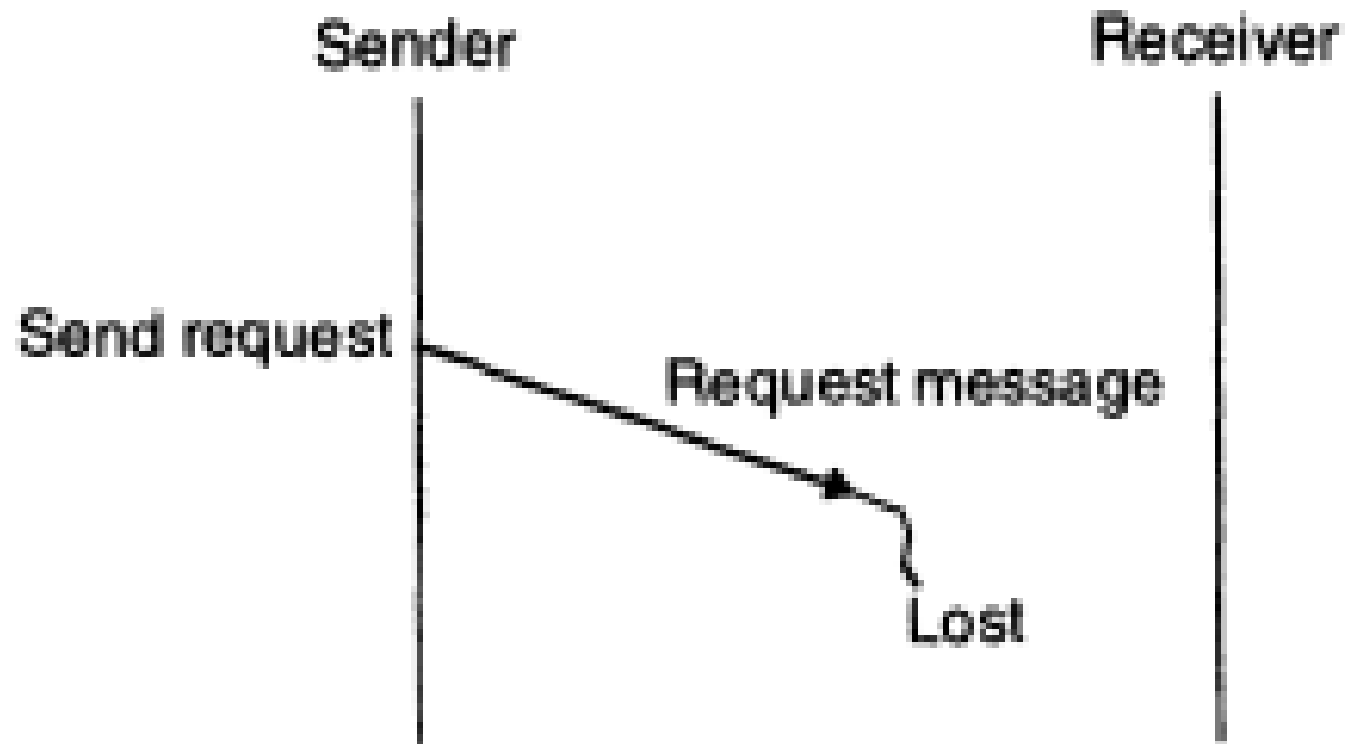 Sender
Receiver
Send request
Request message
Lost